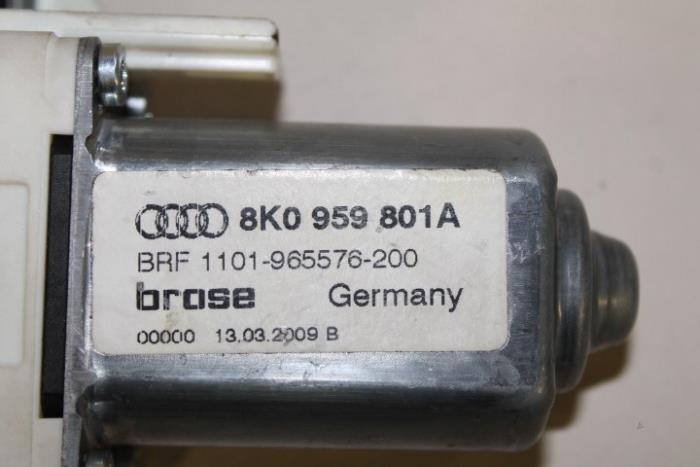 8K0 959 801A
BRF 1101-965576-200
brose Germany
00000 13.03.2009 B